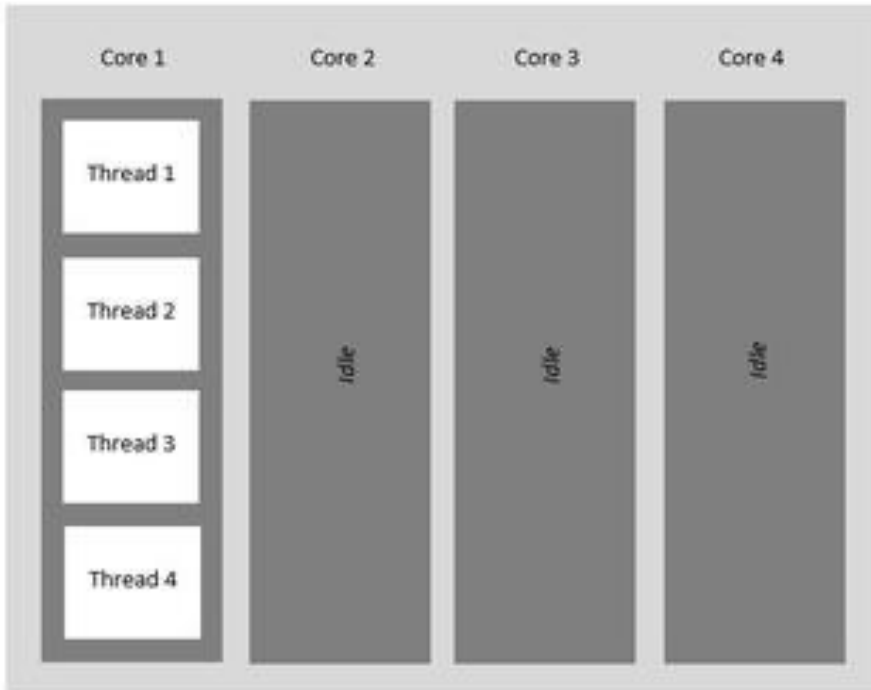 Core 1
Core 2
Core 3
Core 4
Thread 1
Thread 2
Thread 3
Thread 4
Idle
Idle
Idle